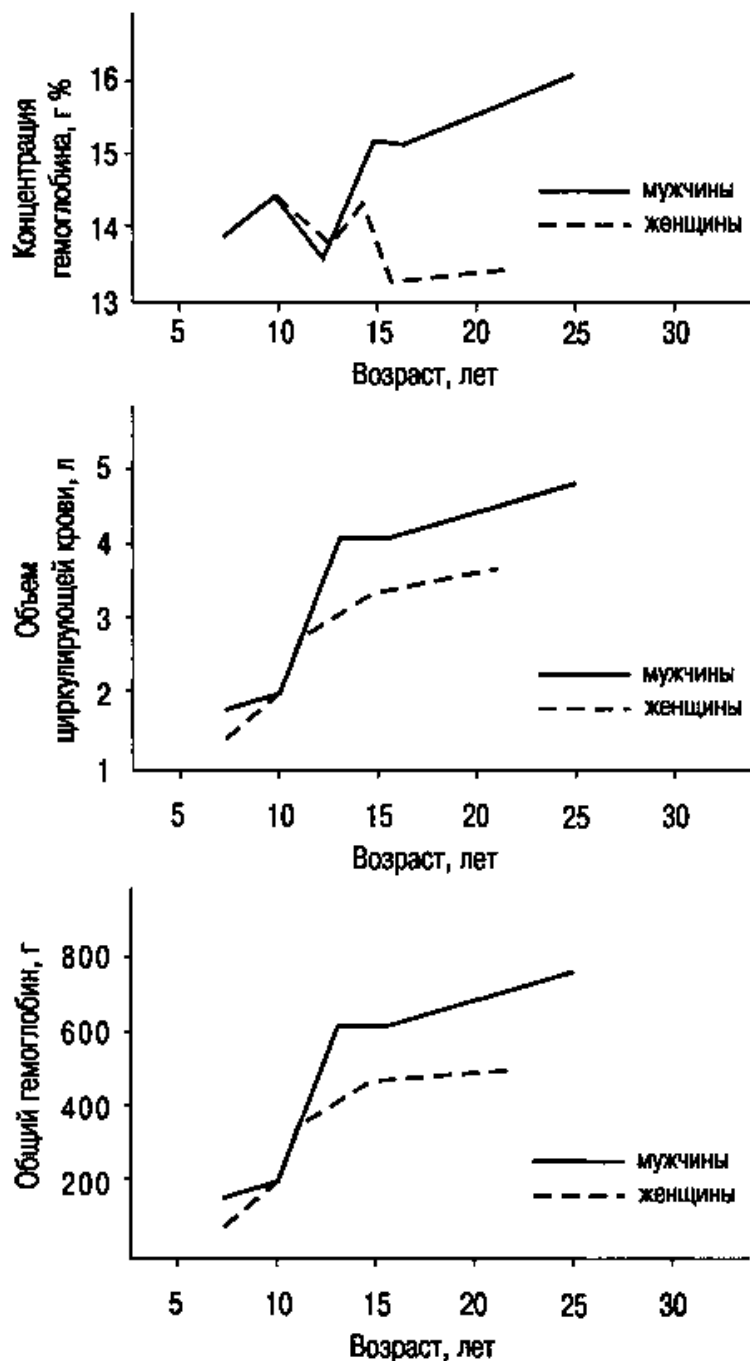 Концентрация
гемоглобина, г %
16
15
14
13
мужчины
женщины
5 10 15 20 25 30
Возраст, лет
Объем
циркулирующей крови, л
5
4
3
2
1
мужчины
женщины
5 10 15 20 25 30
Возраст, лет
Общий гемоглобин, г
800
600
400
200
мужчины
женщины
5 10 15 20 25 30
Возраст, лет